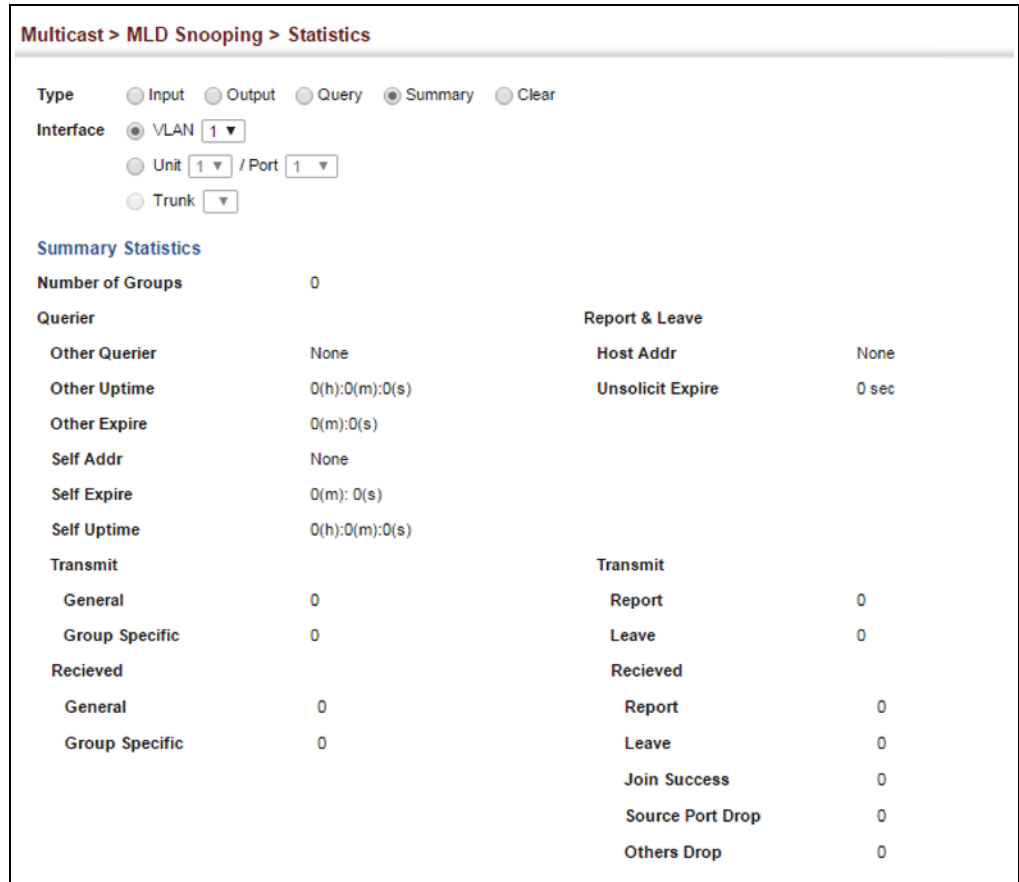 Multicast > MLD Snooping > Statistics
Type Input Output Query Summary Clear
Interface VLAN 1
Unit 1 / Port 1
Trunk
Summary Statistics
Number of Groups 0
Querier Report & Leave
Other Querier None Host Addr None
Other Uptime 0(h):0(m):0(s) Unsolicit Expire 0 sec
Other Expire 0(m):0(s)
Self Addr None
Self Expire 0(m): 0(s)
Self Uptime 0(h):0(m):0(s)
Transmit Transmit
General 0 Report 0
Group Specific 0 Leave 0
Recieved Recieved
General 0 Report 0
Group Specific 0 Leave 0
Join Success 0
Source Port Drop 0
Others Drop 0